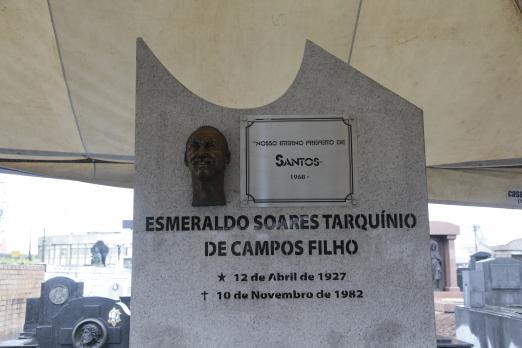 "NOSSO ETERNO PREFEITO DE
SANTOS"
1968 -
ESMERALDO SOARES TARQUÍNIO
DE CAMPOS FILHO
★ 12 de Abril de 1927
✝ 10 de Novembro de 1982
casa